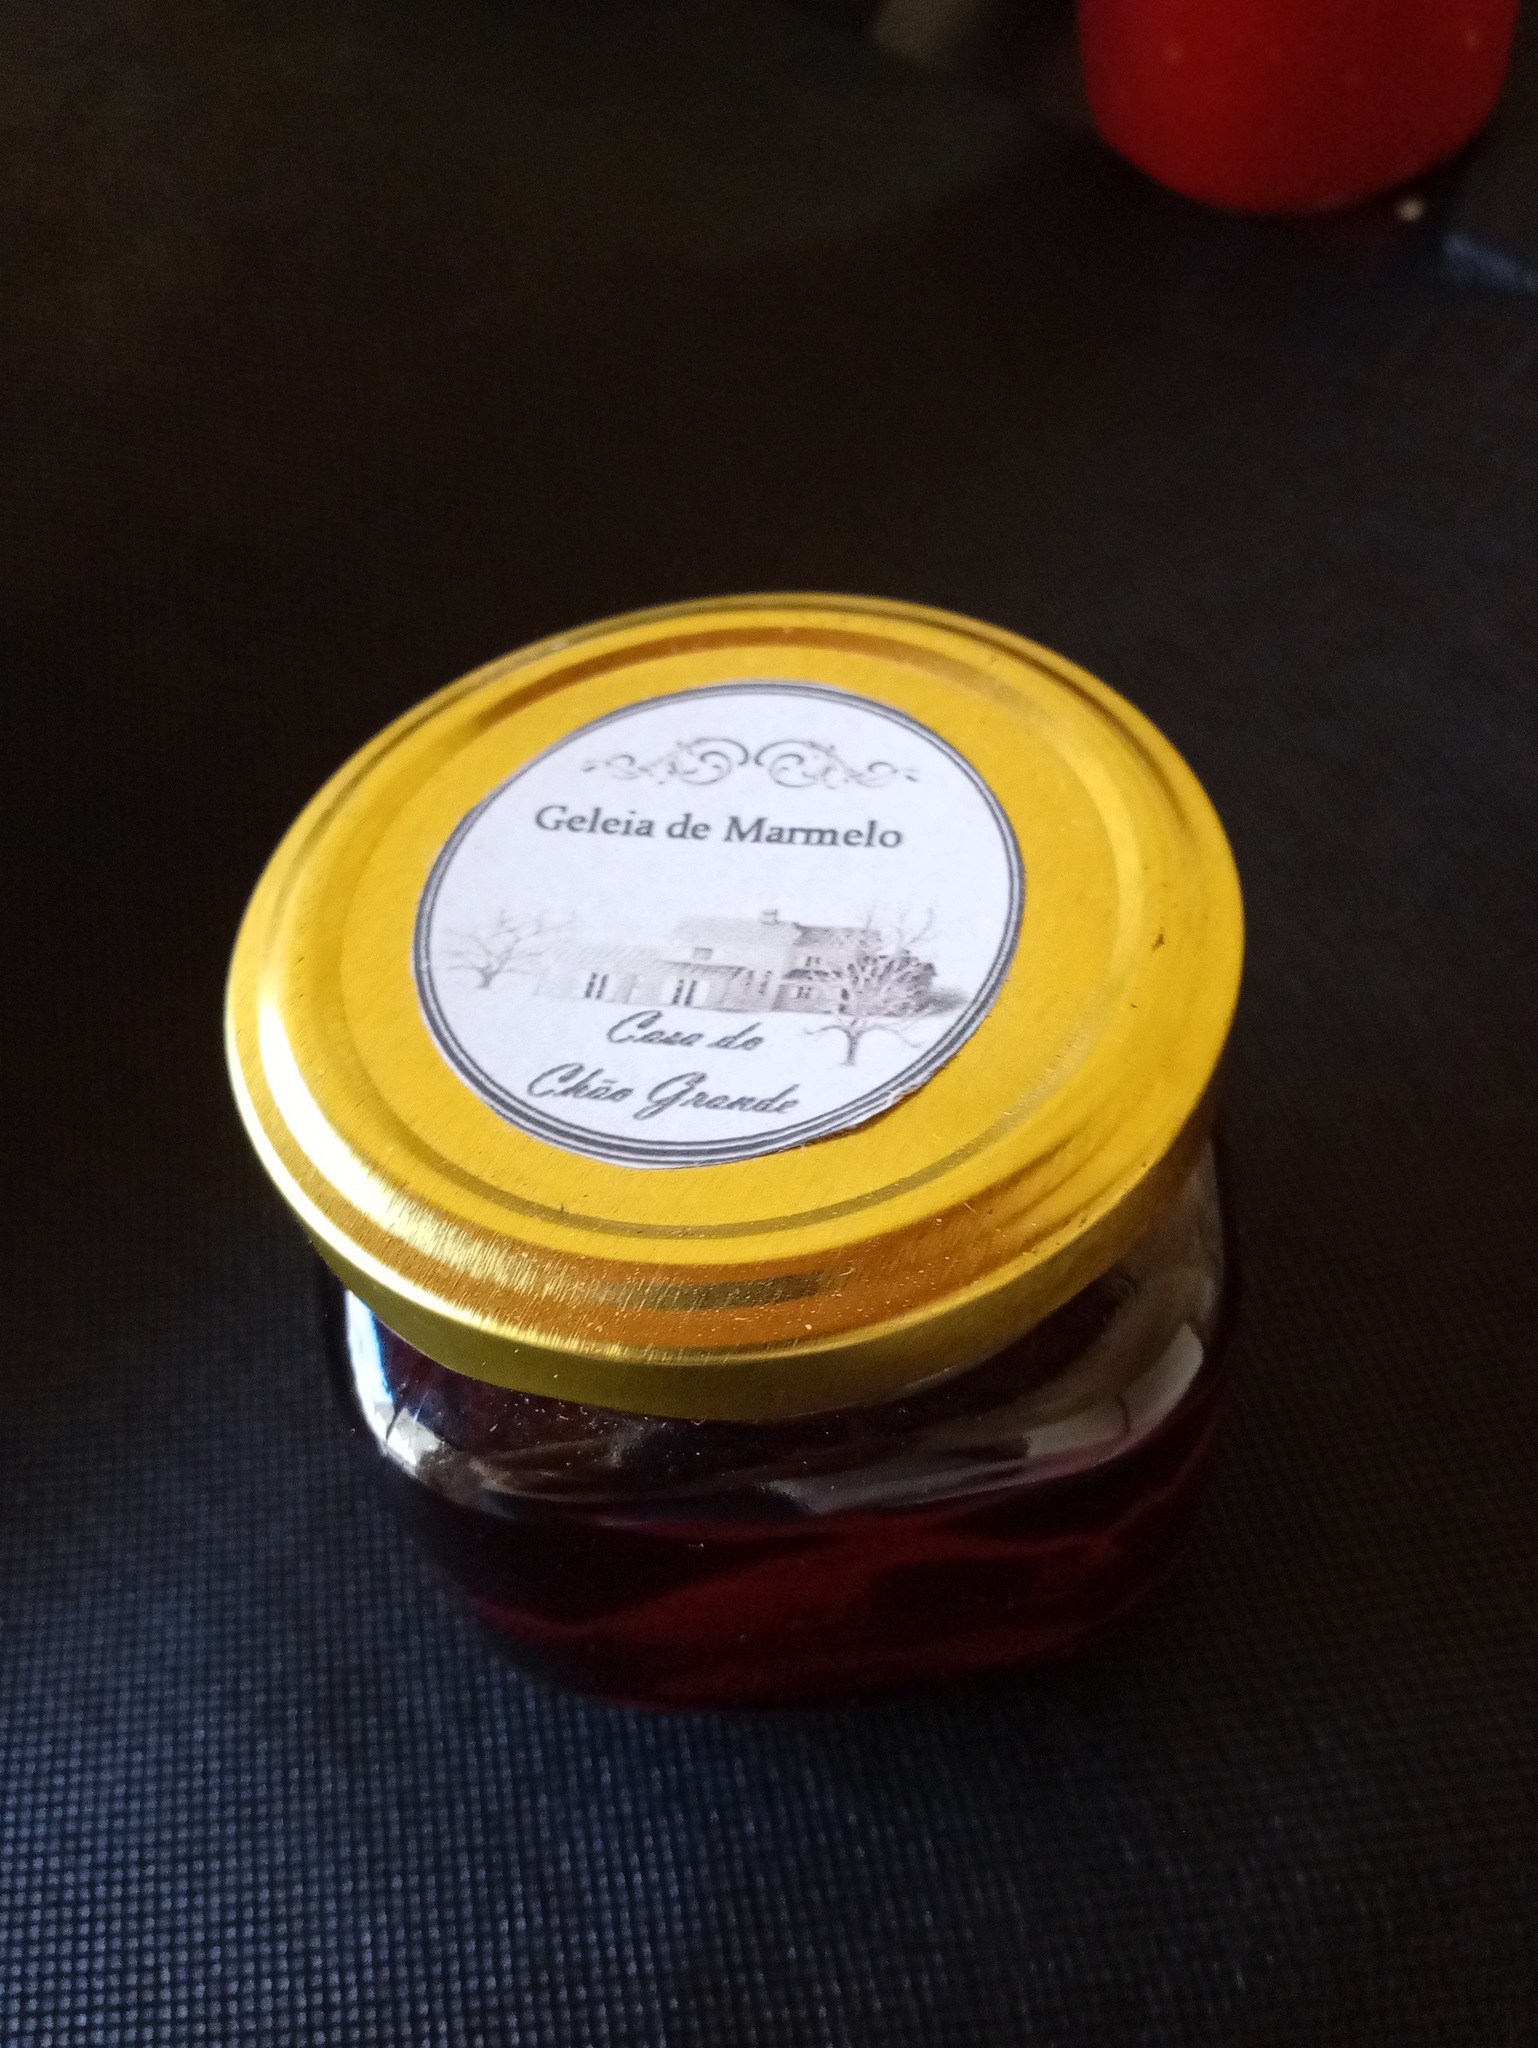 Geleia de Marmelo
Casa do
Chão Grande